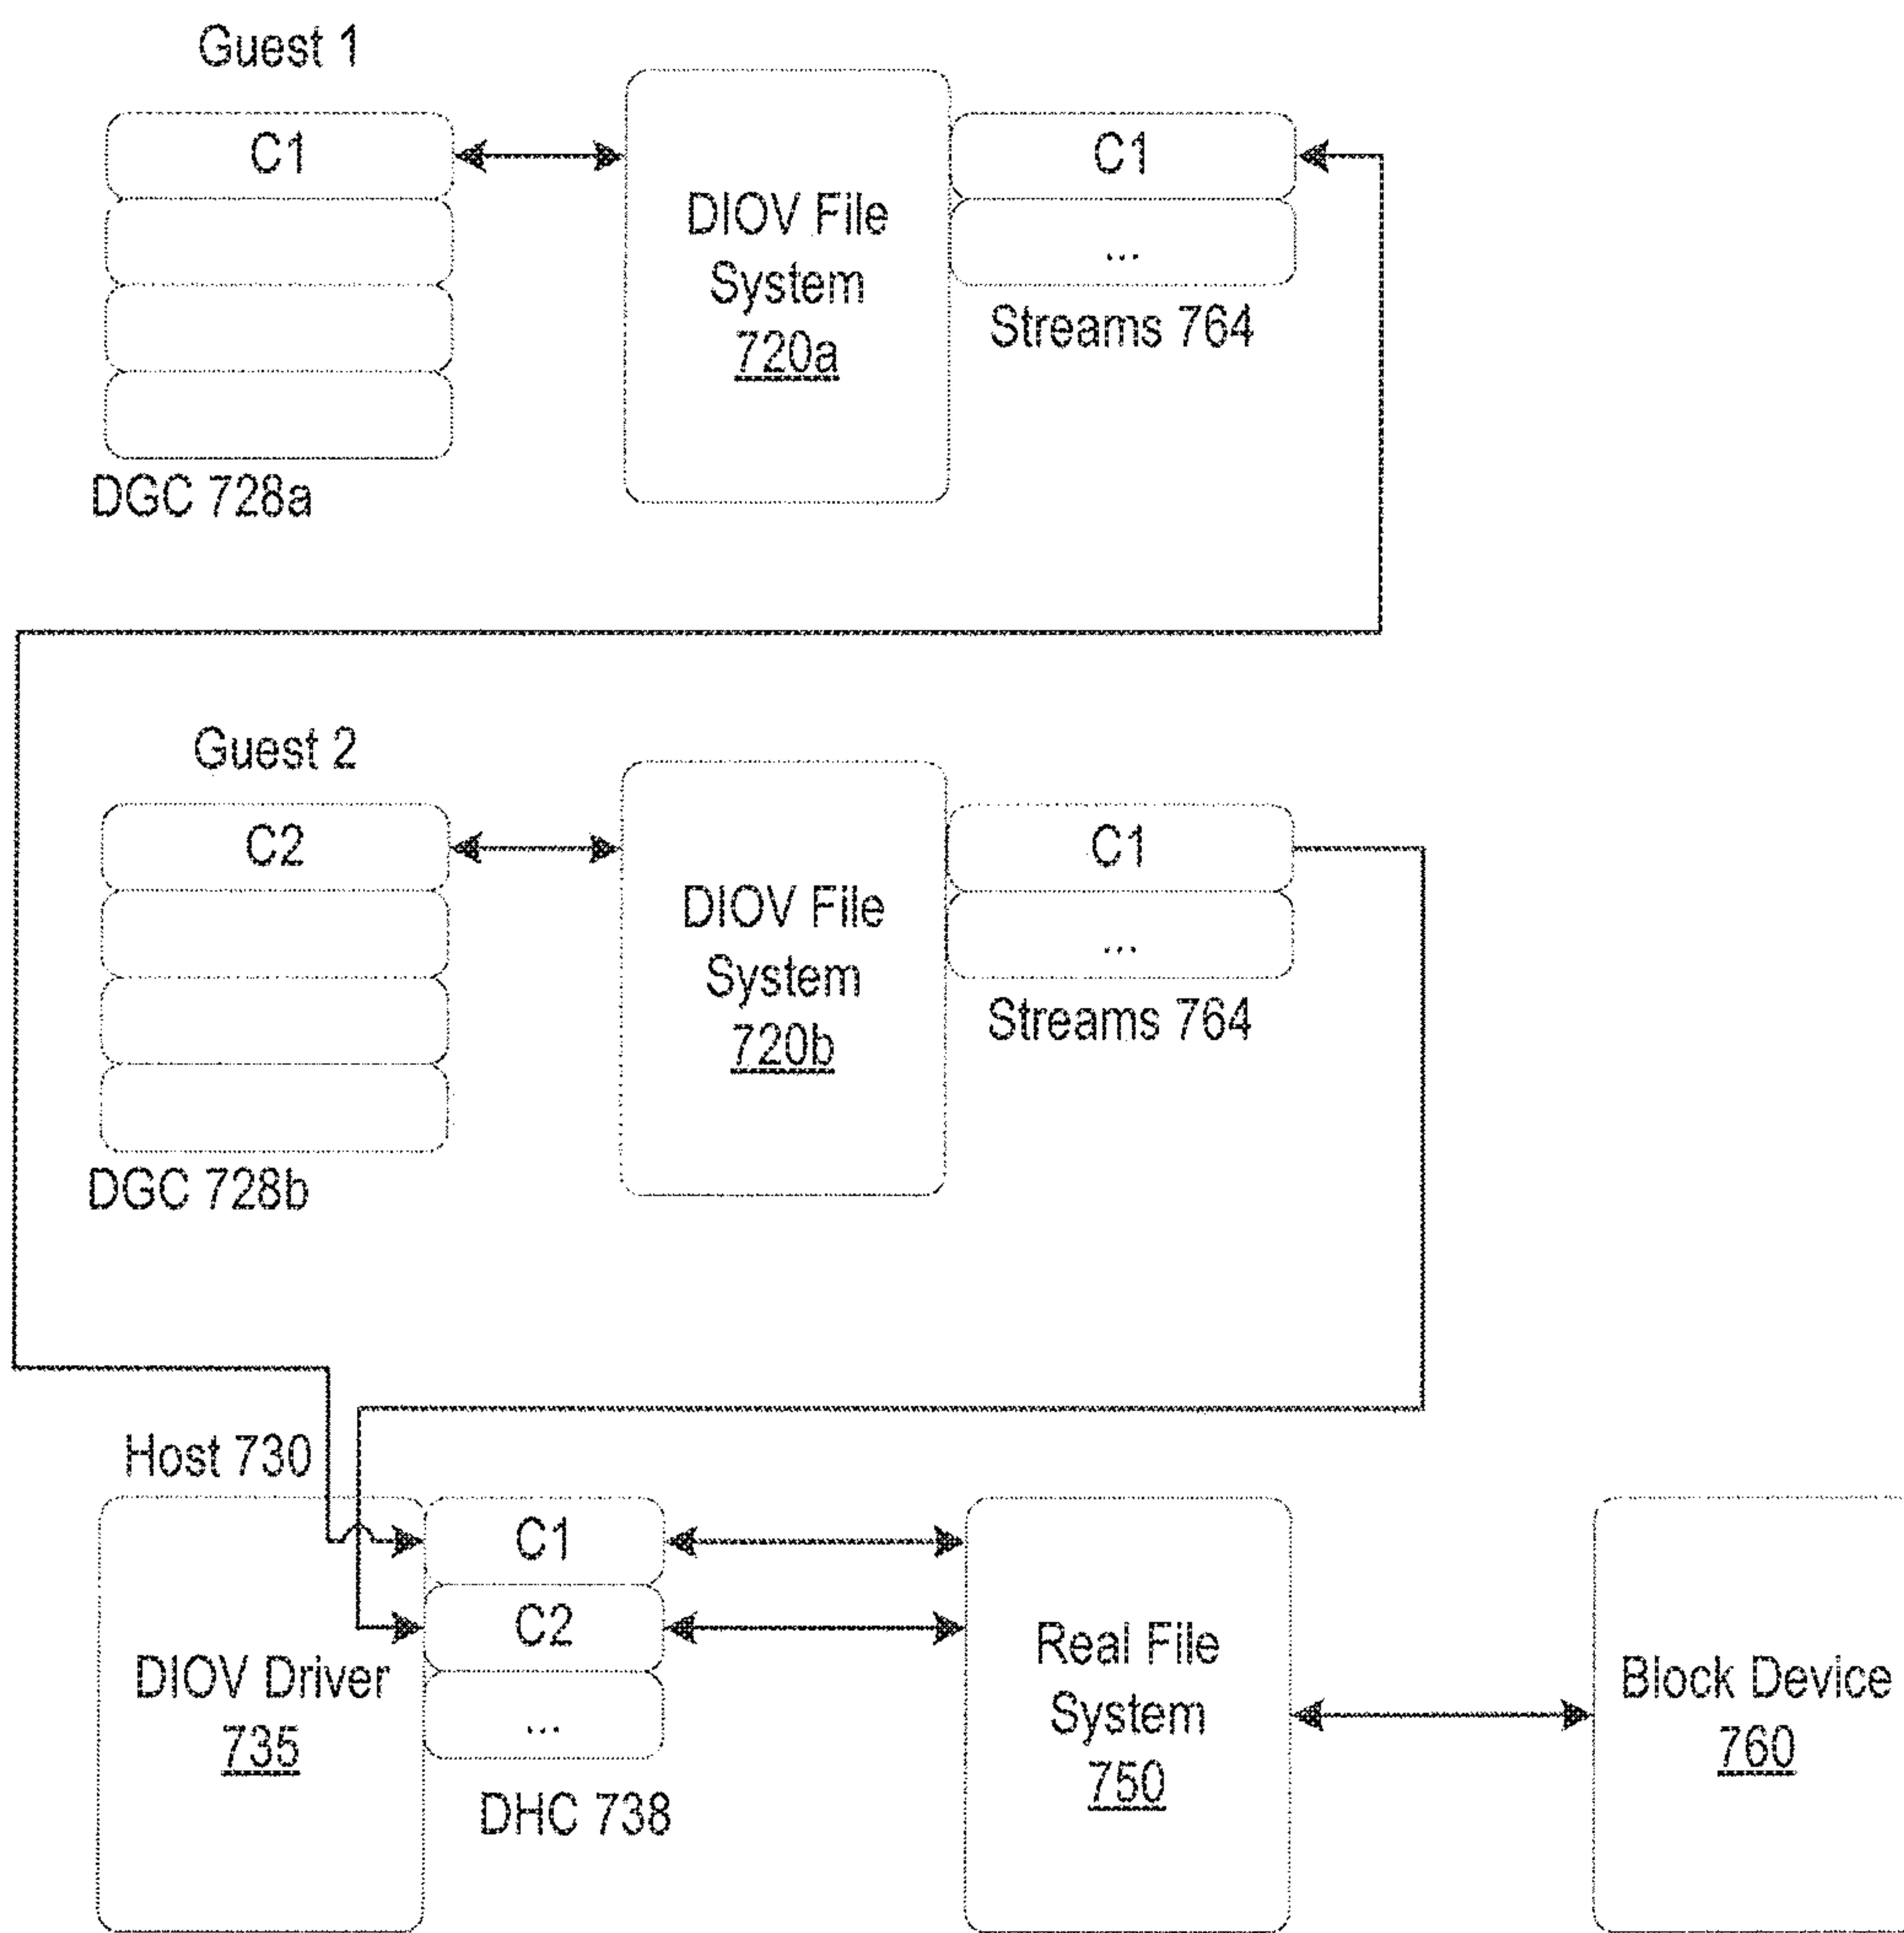 Guest 1
C1
DIOV File
System
720a
C1
...
Streams 764
DGC 728a
Guest 2
C2
DIOV File
System
720b
C1
...
Streams 764
DGC 728b
Host 730
DIOV Driver
735
C1
C2
...
DHC 738
Real File
System
750
Block Device
760